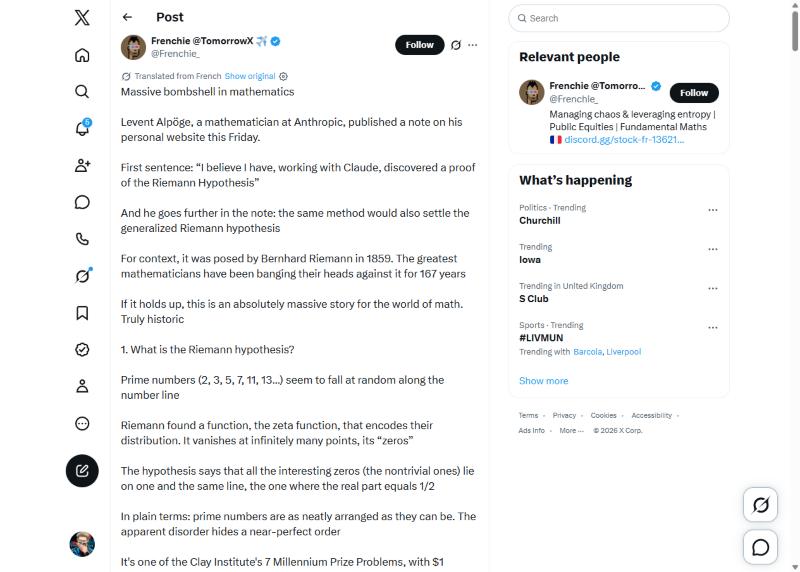 Post
Search
Frenchie @TomorrowX
@Frenchie_
Follow
Translated from French Show original
Massive bombshell in mathematics
Levent Alpöge, a mathematician at Anthropic, published a note on his
personal website this Friday.
First sentence: “I believe I have, working with Claude, discovered a proof
of the Riemann Hypothesis”
And he goes further in the note: the same method would also settle the
generalized Riemann hypothesis
For context, it was posed by Bernhard Riemann in 1859. The greatest
mathematicians have been banging their heads against it for 167 years
If it holds up, this is an absolutely massive story for the world of math.
Truly historic
1. What is the Riemann hypothesis?
Prime numbers (2, 3, 5, 7, 11, 13...) seem to fall at random along the
number line
Riemann found a function, the zeta function, that encodes their
distribution. It vanishes at infinitely many points, its “zeros”
The hypothesis says that all the interesting zeros (the nontrivial ones) lie
on one and the same line, the one where the real part equals 1/2
In plain terms: prime numbers are as neatly arranged as they can be. The
apparent disorder hides a near-perfect order
It's one of the Clay Institute's 7 Millennium Prize Problems, with $1
5
Relevant people
Frenchie @Tomorro...
@Frenchie_
Follow
Managing chaos & leveraging entropy |
Public Equities | Fundamental Maths
discord.gg/stock-fr-13621...
What's happening
Politics · Trending
Churchill
Trending
Iowa
Trending in United Kingdom
S Club
Sports · Trending
#LIVMUN
Trending with Barcola, Liverpool
Show more
Terms · Privacy · Cookies · Accessibility ·
Ads Info · More ··· © 2026 X Corp.